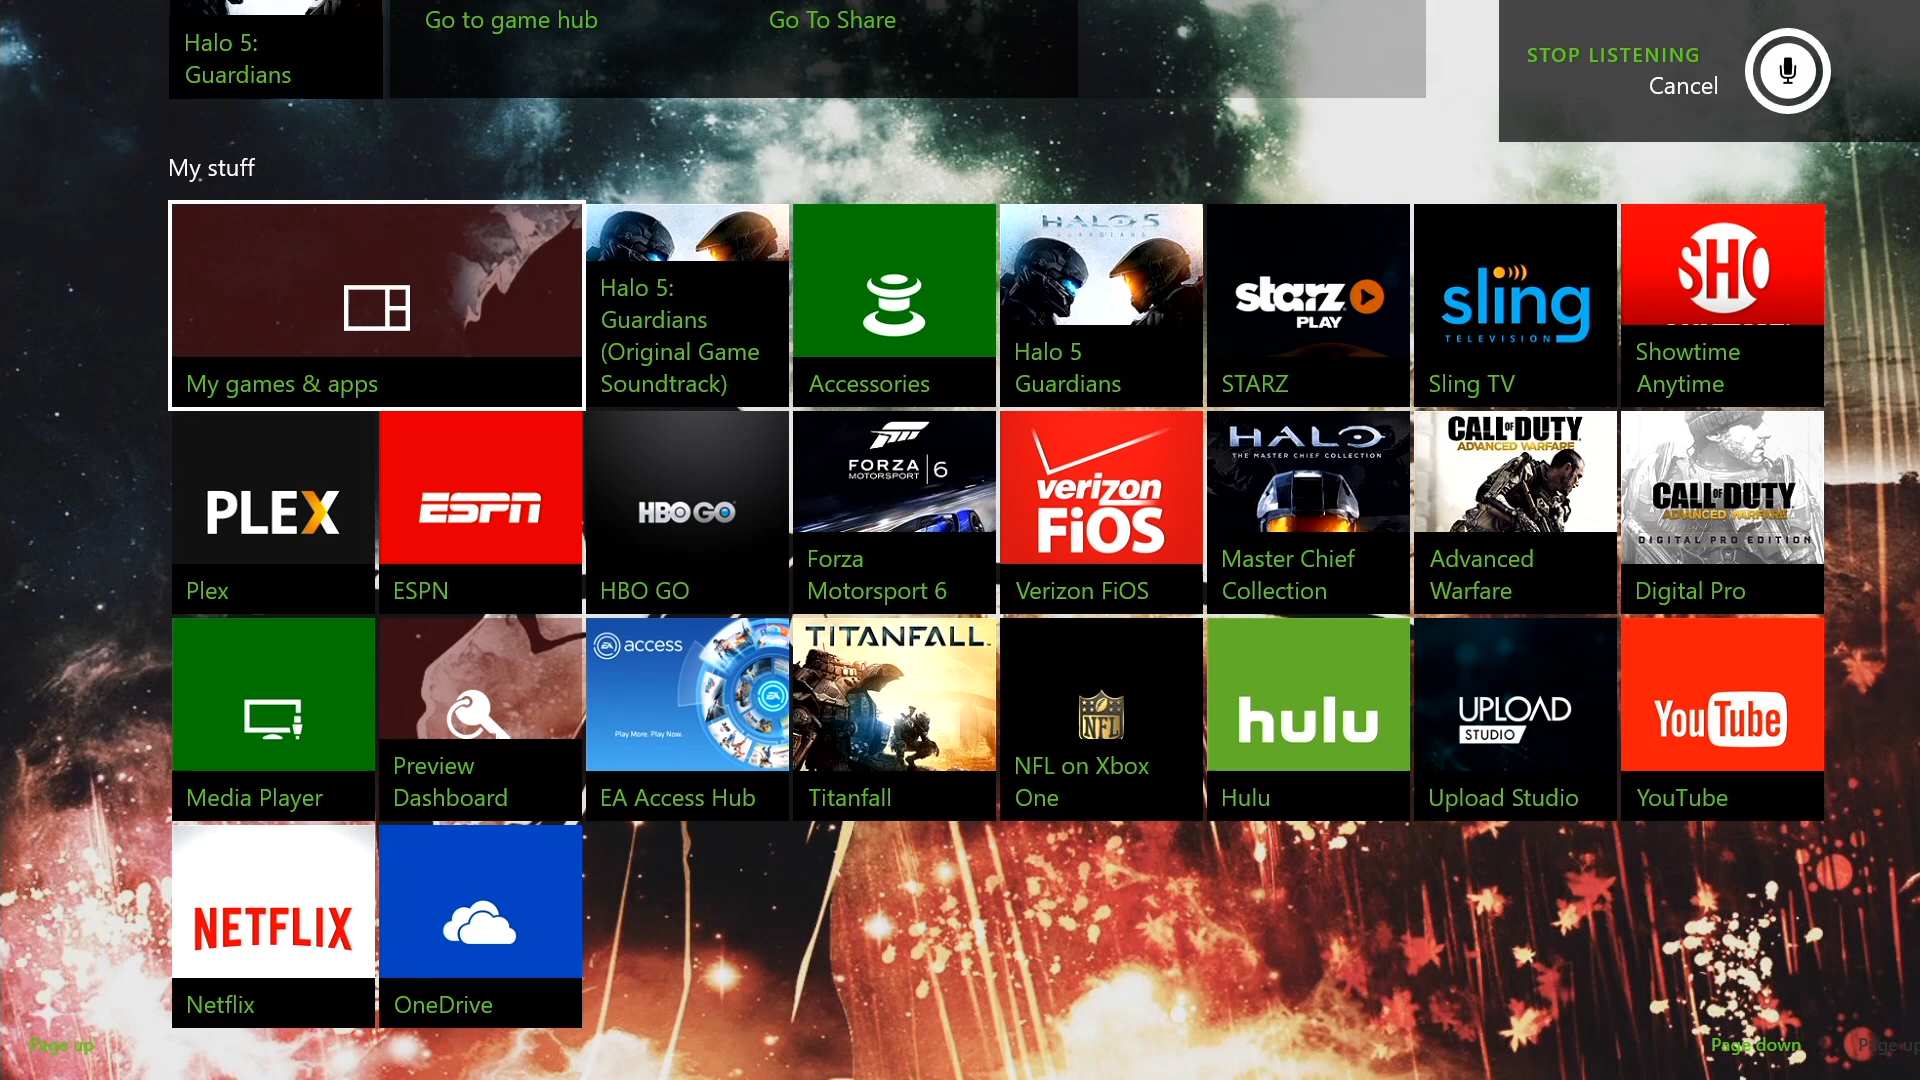 Go to game hub
Go To Share
Halo 5:
Guardians
STOP LISTENING
Cancel
My stuff
My games & apps
Halo 5:
Guardians
(Original Game
Soundtrack)
Accessories
HALO 5
GUARDIANS
Halo 5
Guardians
starz
PLAY
STARZ
sling
TELEVISION
Sling TV
SHO
Showtime
Anytime
PLEX
Plex
ESPN
ESPN
HBO GO
HBO GO
FORZA
MOTORSPORT 6
Forza
Motorsport 6
verizon
FiOS
Verizon FiOS
HALO
THE MASTER CHIEF COLLECTION
Master Chief
Collection
CALL OF DUTY
ADVANCED WARFARE
Advanced
Warfare
CALL OF DUTY
ADVANCED WARFARE
DIGITAL PRO EDITION
Digital Pro
Media Player
Preview
Dashboard
EA access
EA
Play More. Play Now.
EA Access Hub
TITANFALL
Titanfall
NFL
NFL on Xbox
One
hulu
Hulu
UPLOAD
STUDIO
Upload Studio
YouTube
YouTube
NETFLIX
Netflix
OneDrive
Page up
Page down
Page up